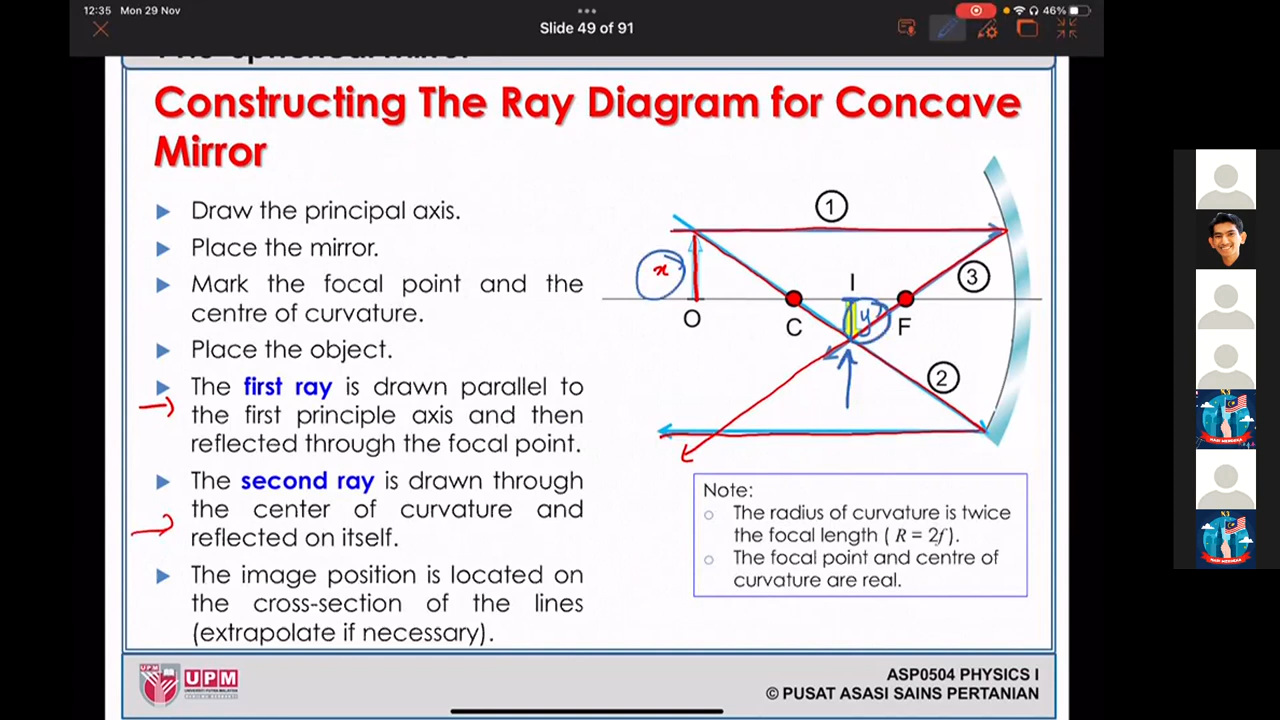 12:35 Mon 29 Nov
46%
Slide 49 of 91
Constructing The Ray Diagram for Concave
Mirror
Draw the principal axis.
Place the mirror.
Mark the focal point and the
centre of curvature.
Place the object.
The first ray is drawn parallel to
the first principle axis and then
reflected through the focal point.
The second ray is drawn through
the center of curvature and
reflected on itself.
The image position is located on
the cross-section of the lines
(extrapolate if necessary).
1
x
I
3
y
O
C
F
2
Note:
The radius of curvature is twice
the focal length ( R = 2f ).
The focal point and centre of
curvature are real.
UPM
UPM
ASP0504 PHYSICS I
© PUSAT ASASI SAINS PERTANIAN